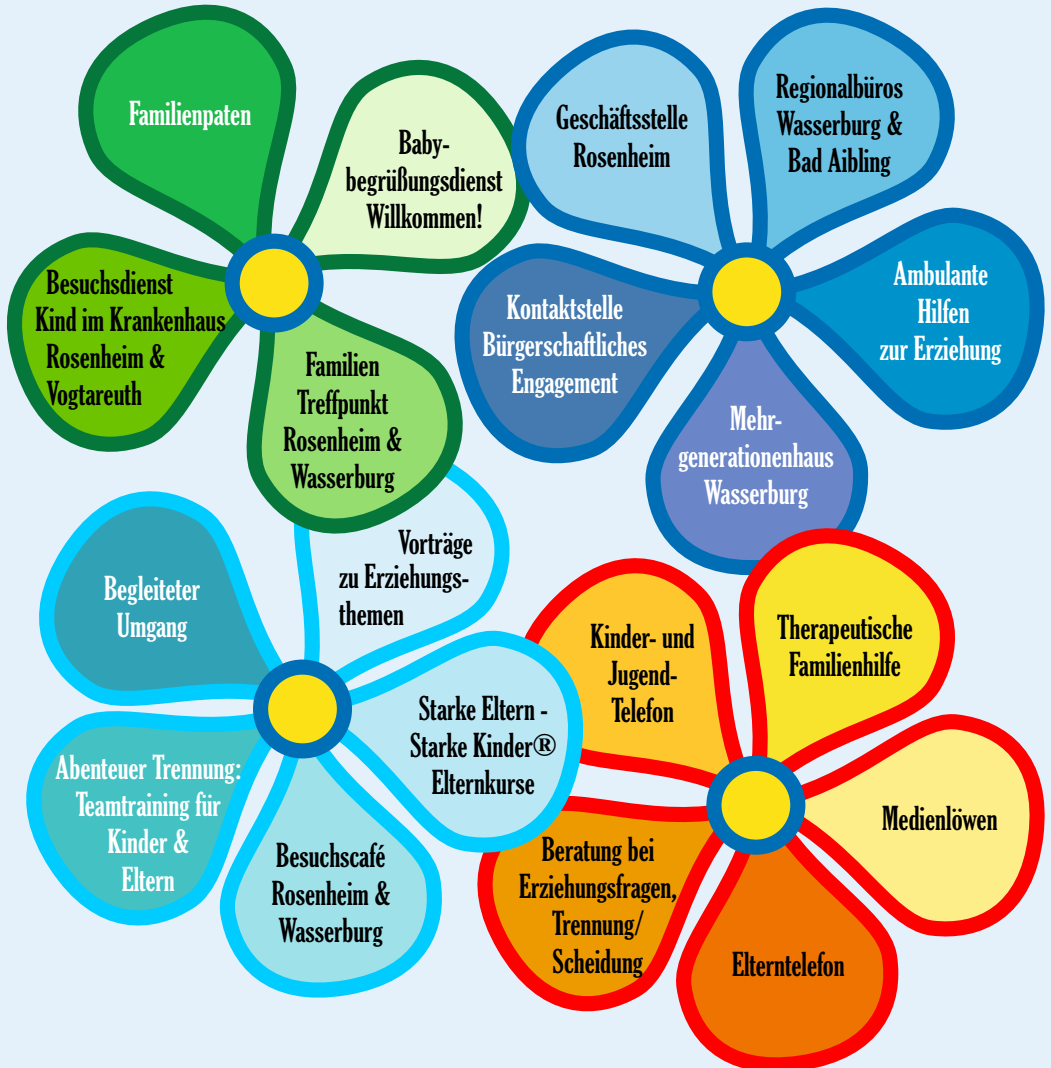 Familienpaten
Baby-
begrüßungsdienst
Willkommen!
Besuchsdienst
Kind im Krankenhaus
Rosenheim &
Vogtareuth
Familien
Treffpunkt
Rosenheim &
Wasserburg
Geschäftsstelle
Rosenheim
Regionalbüros
Wasserburg &
Bad Aibling
Kontaktstelle
Bürgerschaftliches
Engagement
Ambulante
Hilfen
zur Erziehung
Mehr-
generationenhaus
Wasserburg
Begleiteter
Umgang
Vorträge
zu Erziehungs-
themen
Abenteuer Trennung:
Teamtraining für
Kinder &
Eltern
Starke Eltern -
Starke Kinder®
Elternkurse
Besuchscafé
Rosenheim &
Wasserburg
Kinder- und
Jugend-
Telefon
Therapeutische
Familienhilfe
Beratung bei
Erziehungsfragen,
Trennung/
Scheidung
Medienlöwen
Elterntelefon